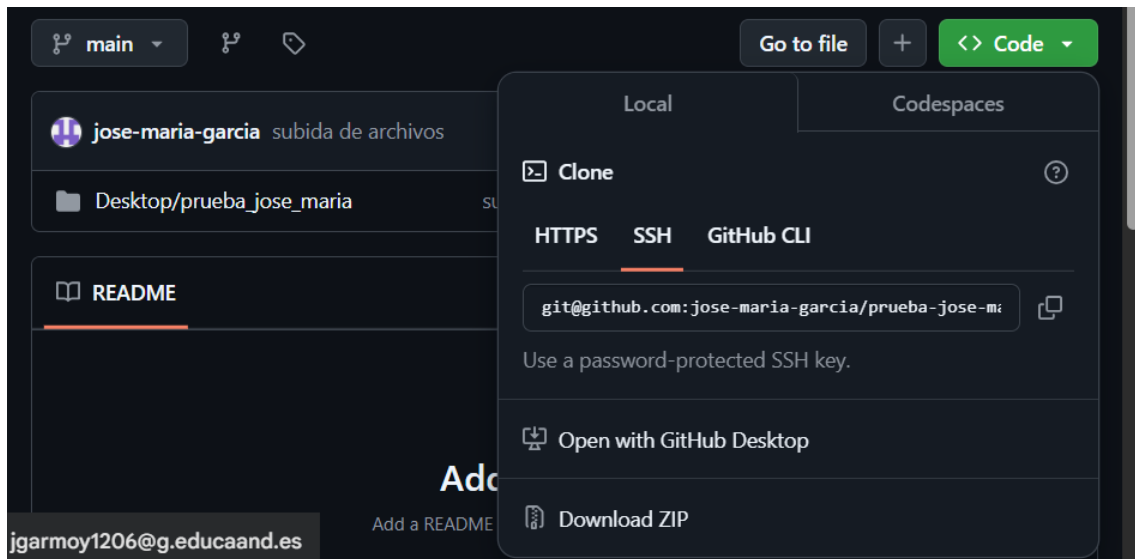 main
Go to file
Code
Local
Codespaces
jose-maria-garcia subida de archivos
Clone
Desktop/prueba_jose_maria
HTTPS SSH GitHub CLI
README
git@github.com:jose-maria-garcia/prueba-jose-ma
Use a password-protected SSH key.
Open with GitHub Desktop
Add a README
Download ZIP
jgarmoy1206@g.educaand.es